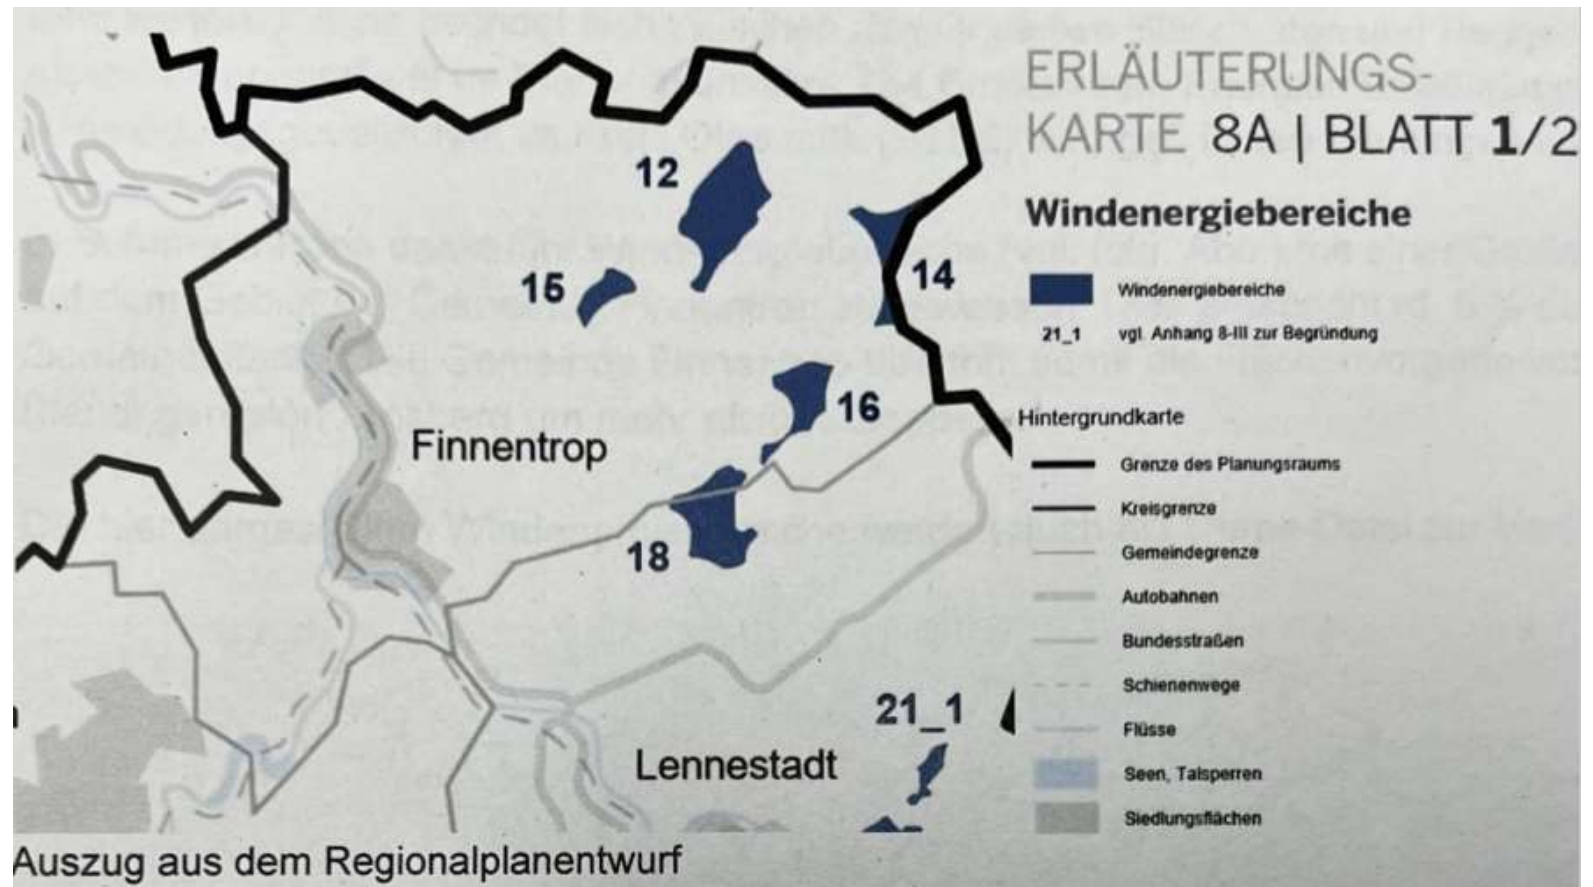 ERLÄUTERUNGS-
KARTE 8A | BLATT 1/2
Windenergiebereiche
Windenergiebereiche
21_1 vgl. Anhang 8-III zur Begründung
Hintergrundkarte
Grenze des Planungsraums
Kreisgrenze
Gemeindegrenze
Autobahnen
Bundesstraßen
Schienenwege
Flüsse
Seen, Talsperren
Siedlungsflächen
12
15
14
16
Finnentrop
18
21_1
Lennestadt
Auszug aus dem Regionalplanentwurf